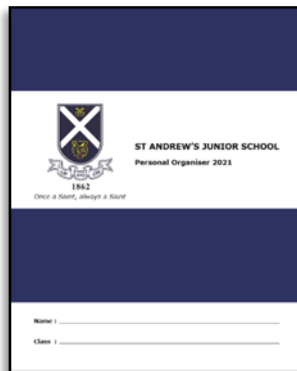 ST ANDREW'S JUNIOR SCHOOL
Personal Organiser 2021
1862
Once a Saint, always a Saint
Name :
Class :